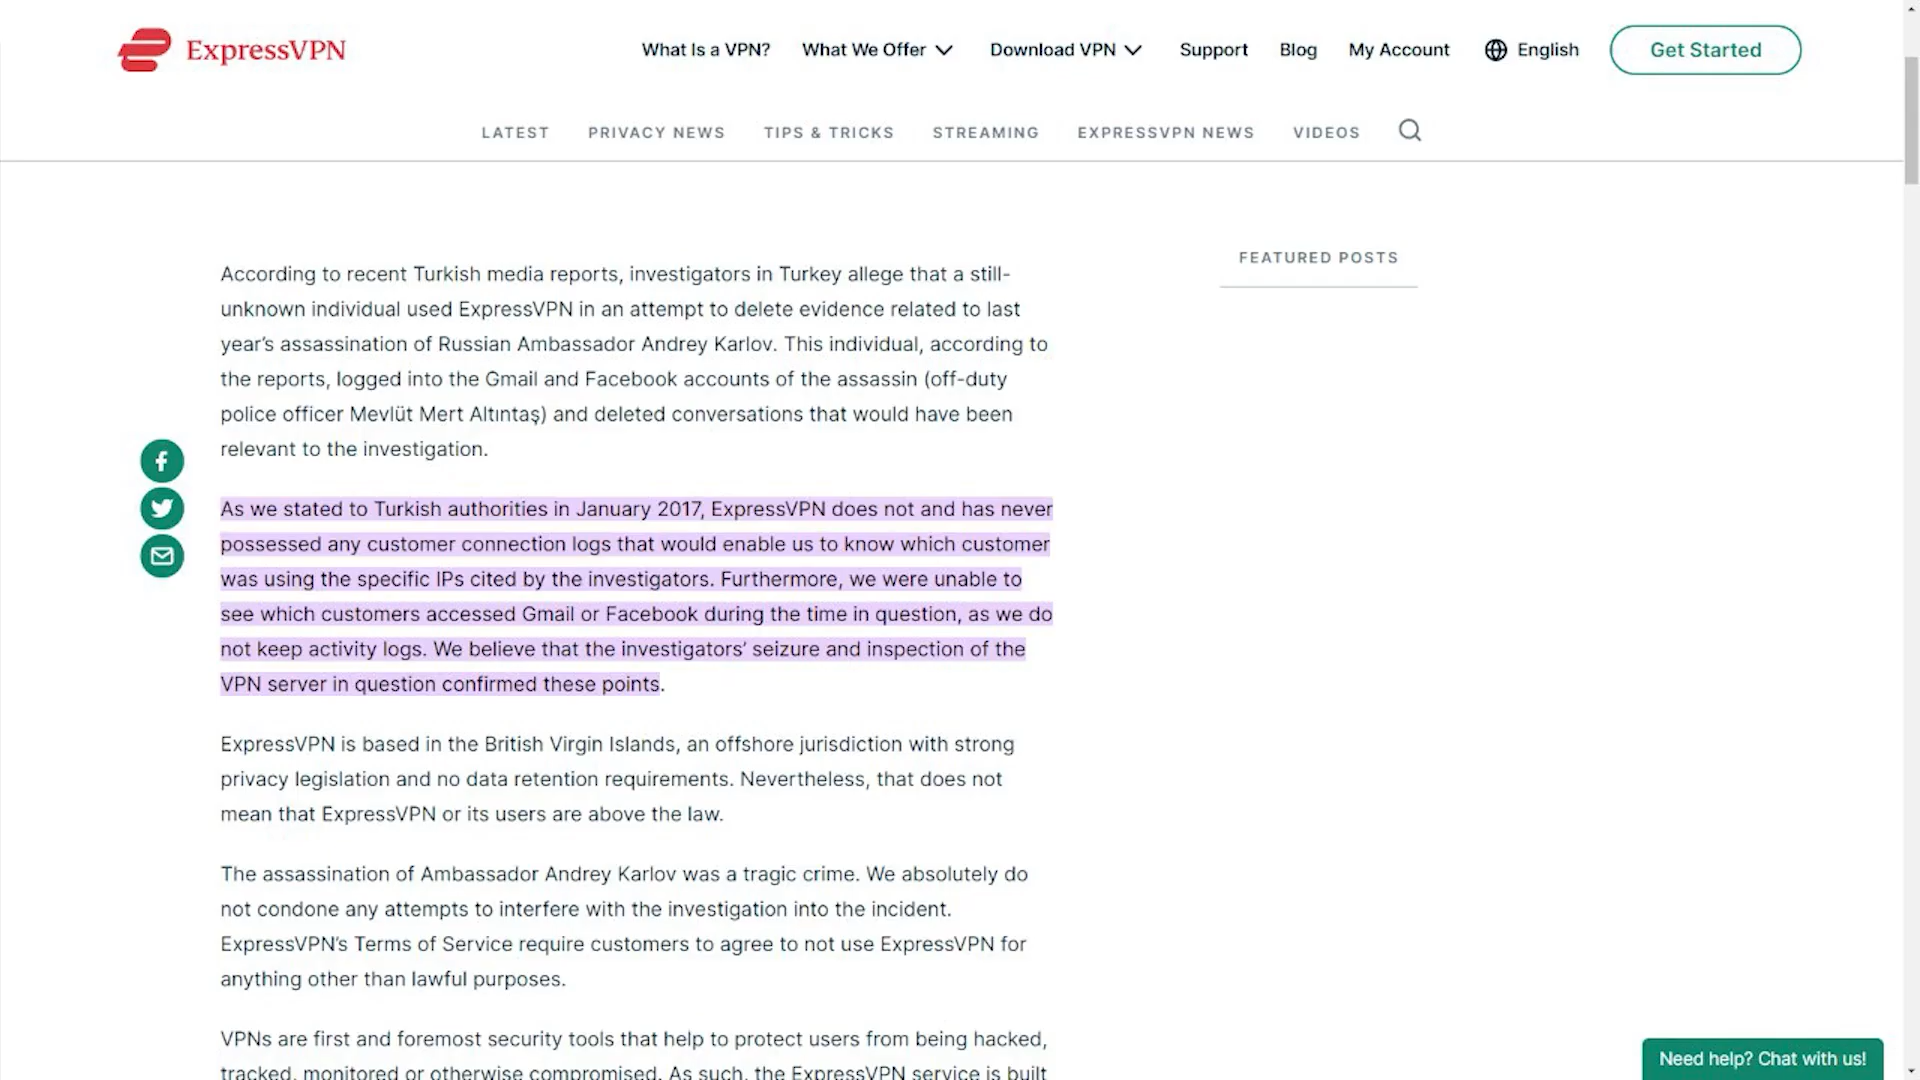 ExpressVPN
What Is a VPN? What We Offer Download VPN Support Blog My Account English Get Started
LATEST PRIVACY NEWS TIPS & TRICKS STREAMING EXPRESSVPN NEWS VIDEOS
According to recent Turkish media reports, investigators in Turkey allege that a still-
unknown individual used ExpressVPN in an attempt to delete evidence related to last
year’s assassination of Russian Ambassador Andrey Karlov. This individual, according to
the reports, logged into the Gmail and Facebook accounts of the assassin (off-duty
police officer Mevlüt Mert Altıntaş) and deleted conversations that would have been
relevant to the investigation.
As we stated to Turkish authorities in January 2017, ExpressVPN does not and has never
possessed any customer connection logs that would enable us to know which customer
was using the specific IPs cited by the investigators. Furthermore, we were unable to
see which customers accessed Gmail or Facebook during the time in question, as we do
not keep activity logs. We believe that the investigators’ seizure and inspection of the
VPN server in question confirmed these points.
ExpressVPN is based in the British Virgin Islands, an offshore jurisdiction with strong
privacy legislation and no data retention requirements. Nevertheless, that does not
mean that ExpressVPN or its users are above the law.
The assassination of Ambassador Andrey Karlov was a tragic crime. We absolutely do
not condone any attempts to interfere with the investigation into the incident.
ExpressVPN’s Terms of Service require customers to agree to not use ExpressVPN for
anything other than lawful purposes.
VPNs are first and foremost security tools that help to protect users from being hacked,
tracked, monitored or otherwise compromised. As such, the ExpressVPN service is built
FEATURED POSTS
Need help? Chat with us!